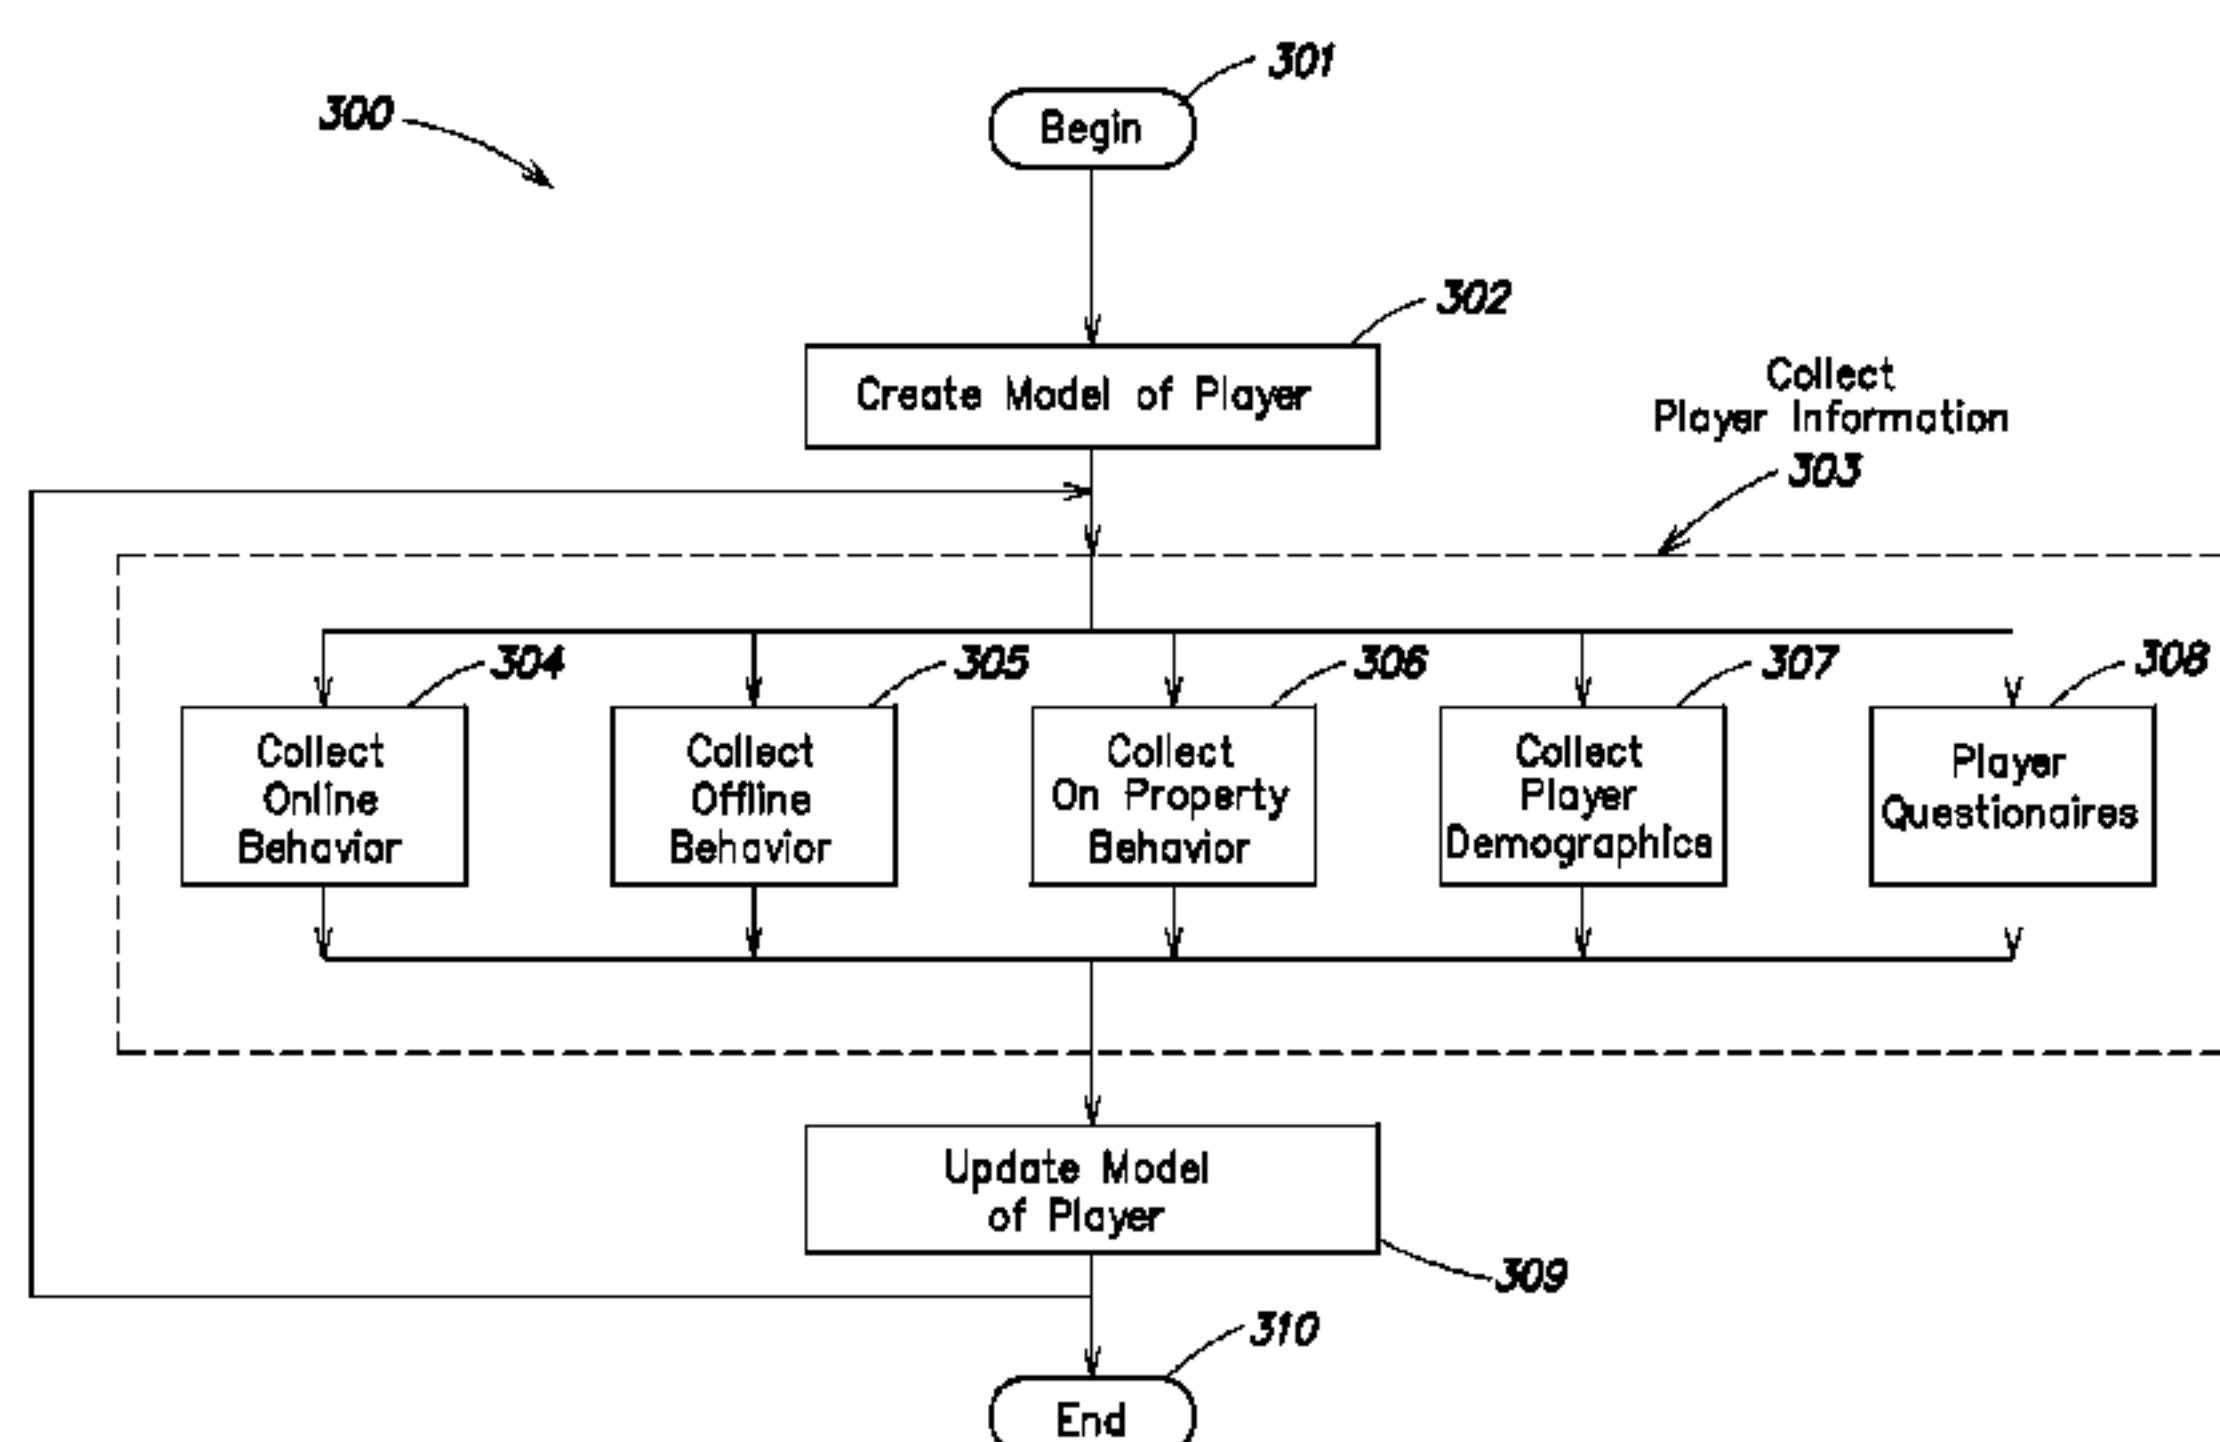 300
301
Begin
302
Create Model of Player
Collect
Player Information
303
304
Collect
Online
Behavior
305
Collect
Offline
Behavior
306
Collect
On Property
Behavior
307
Collect
Player
Demographics
308
Player
Questionaires
Update Model
of Player
309
310
End